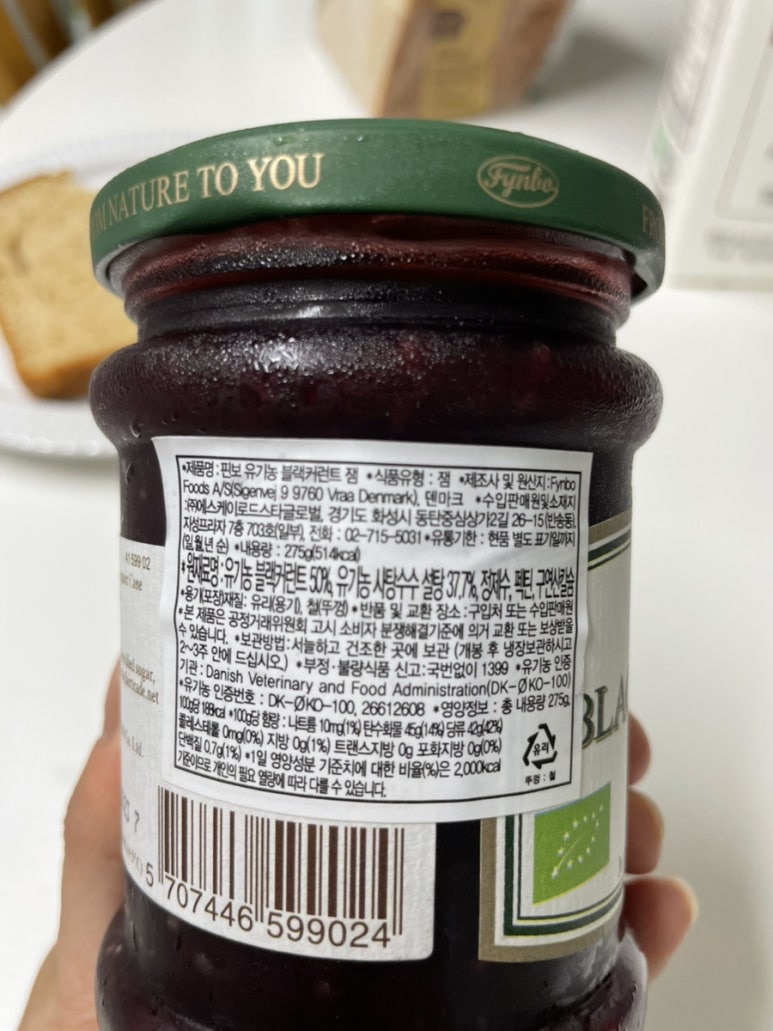 NATURE TO YOU
Fynbo
*제품명 : 핀보 유기농 블랙커런트 잼 *식품유형 : 잼 *제조사 및 원산지 : Fynbo
Foods A/S(Sigenvej 9 9760 Vraa Denmark), 덴마크 *수입판매원및소재지
:㈜에스케이로드스타글로벌, 경기도 화성시 동탄중심상가2길 26-15(반송동),
지성프라자 7층 703호(일부), 전화 : 02-715-5031 *유통기한 : 현품 별도 표기일까지
(일,월,년 순) *내용량 : 275g(514kcal)
*원재료명 : 유기농 블랙커런트 50%, 유기농 사탕수수 설탕 37.7%, 정제수, 펙틴, 구연산칼슘
*용기(포장)재질: 유리(용기), 철(뚜껑) *반품 및 교환 장소 : 구입처 또는 수입판매원
*본 제품은 공정거래위원회 고시 소비자 분쟁해결기준에 의거 교환 또는 보상받을
수 있습니다. *보관방법 : 서늘하고 건조한 곳에 보관 (개봉 후 냉장보관하시고
2~3주 안에 드십시오.) *부정·불량식품 신고:국번없이 1399 *유기농 인증
기관 : Danish Veterinary and Food Administration(DK-ØKO-100)
*유기농 인증번호 : DK-ØKO-100, 26612608 *영양정보 : 총 내용량 275g,
100g당 188kcal *100g당 함량 : 나트륨 10mg(1%) 탄수화물 45g(14%) 당류 42g(42%)
콜레스테롤 0mg(0%) 지방 0g(1%) 트랜스지방 0g 포화지방 0g(0%)
단백질 0.7g(1%) *1일 영양성분 기준치에 대한 비율(%)은 2,000kcal
기준이므로 개인의 필요 열량에 따라 다를 수 있습니다.
유리
뚜껑 : 철
41 599 02
Cane
sugar,
.net
Ltd.
7
BLA
5 707446 599024